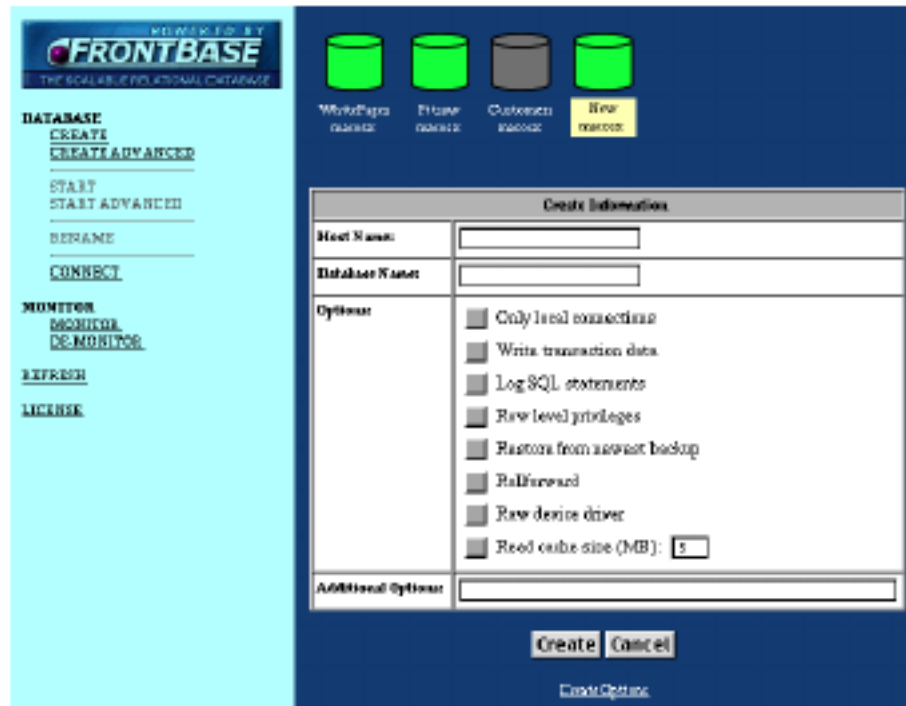 POWERED BY
FRONTBASE
THE SCALABLE RELATIONAL DATABASE
DATABASE
CREATE
CREATE ADVANCED
START
START ADVANCED
RENAME
CONNECT
MONITOR
MONITOR
DE-MONITOR
REFRESH
LICENSE
WhitePages
Customers
New
Create Information
Host Name:
Database Name:
Options:
Only local connections
Write transaction data
Log SQL statements
Row level privileges
Restore from newest backup
Rollforward
Raw device driver
Read cache size (MB): 5
Additional Options:
Create Cancel
Create Options